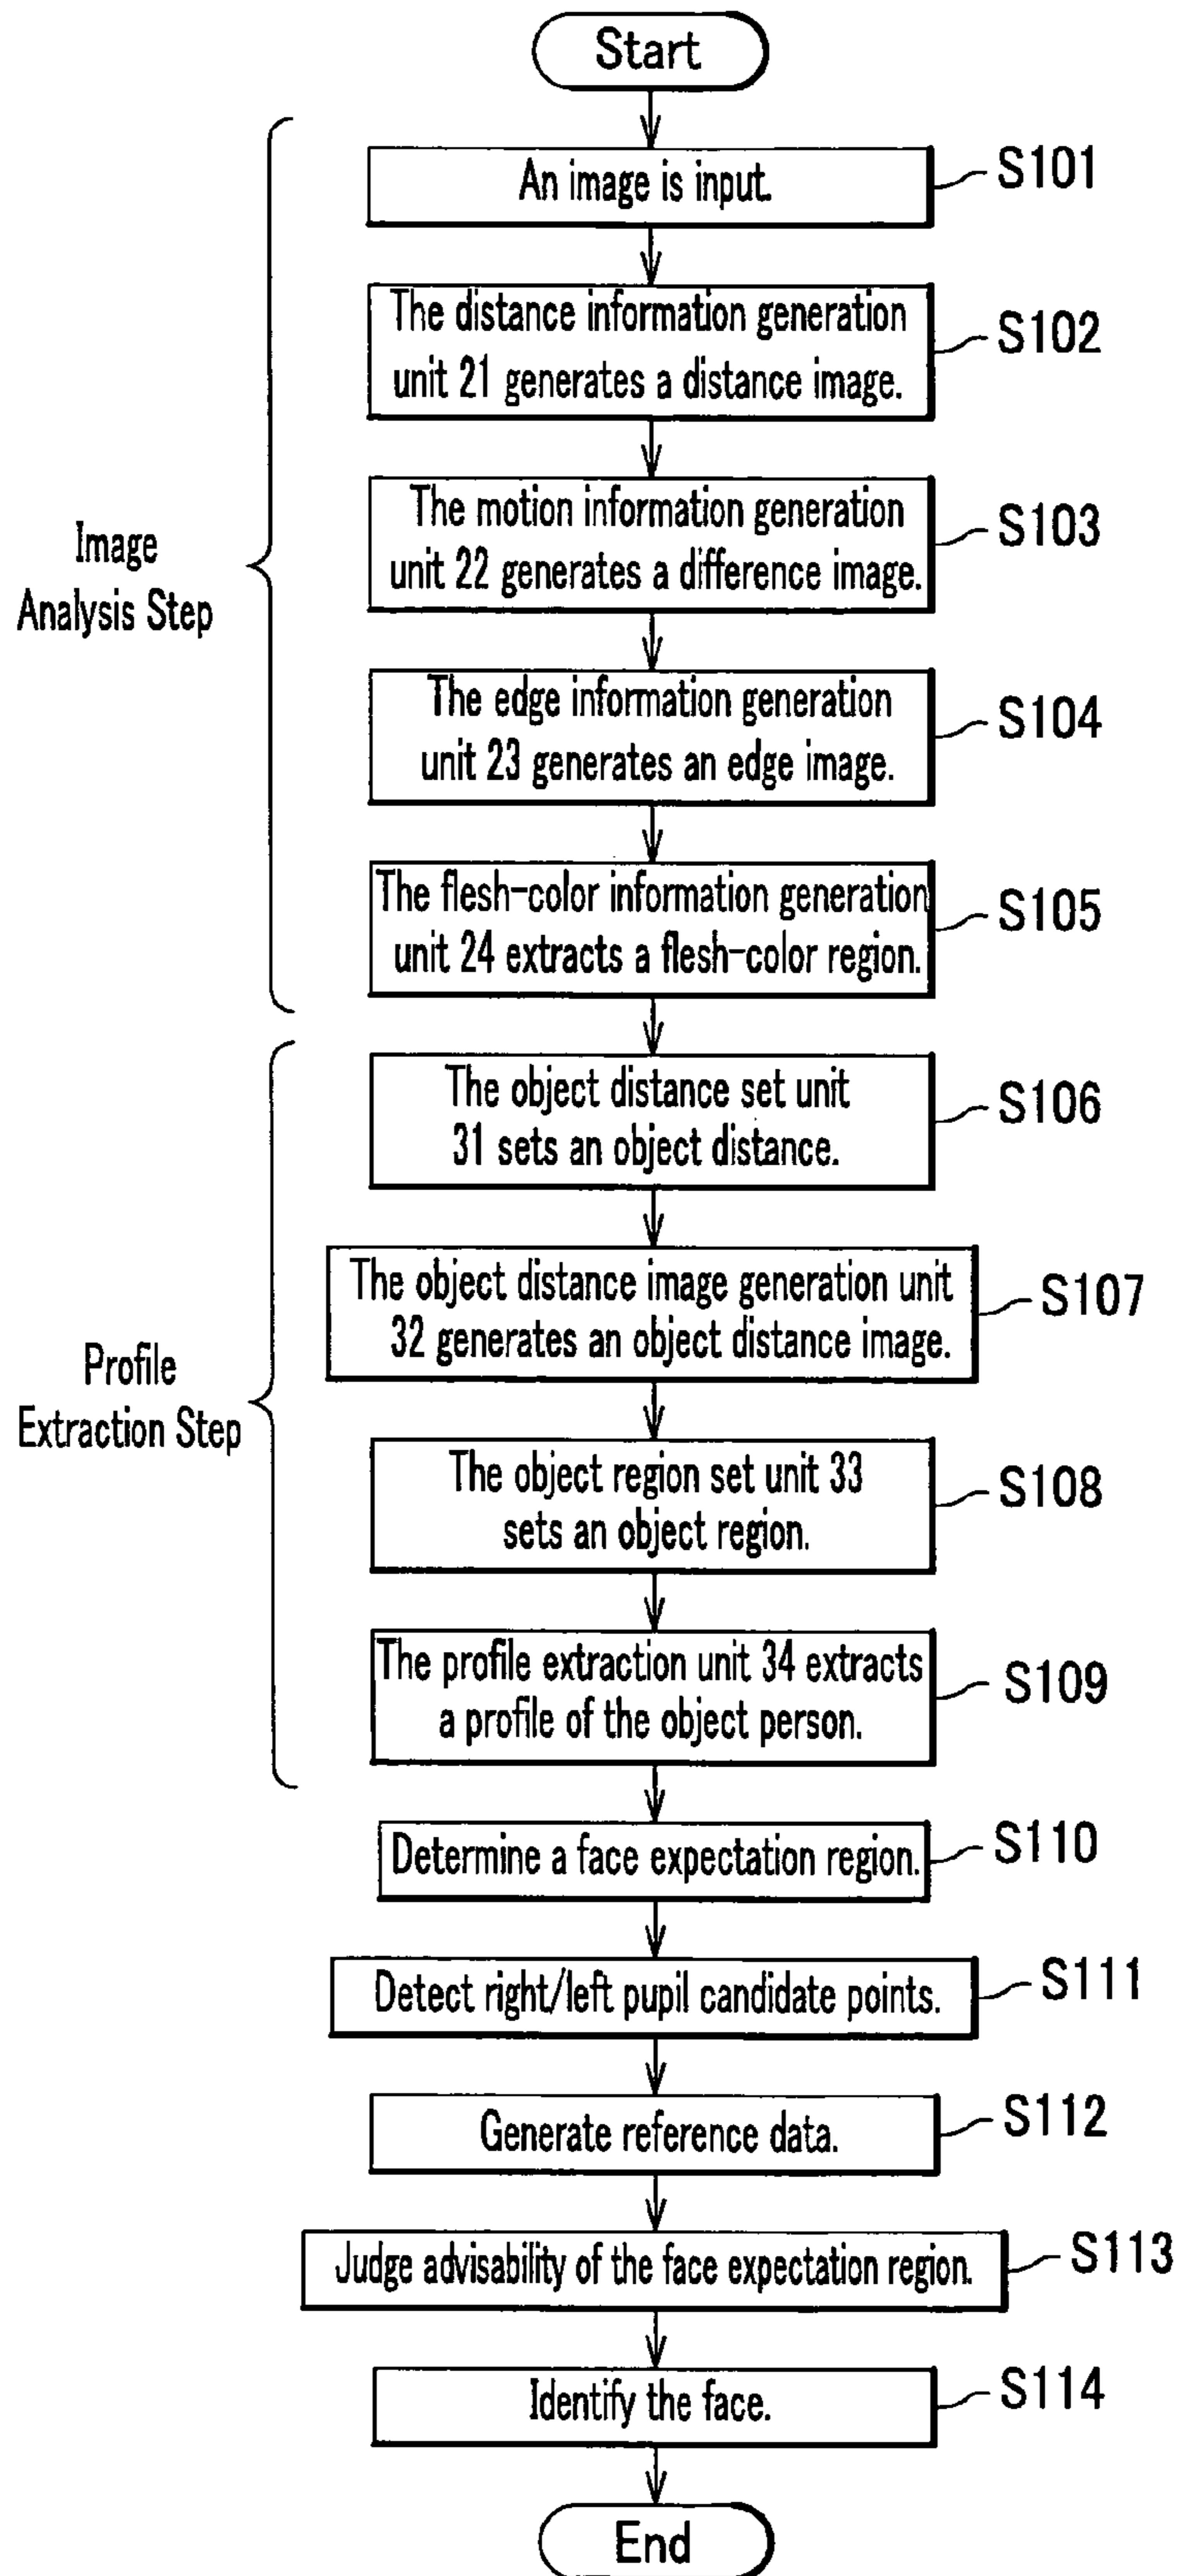 Start
An image is input.
S101
The distance information generation
unit 21 generates a distance image.
S102
The motion information generation
unit 22 generates a difference image.
S103
Image
Analysis Step
The edge information generation
unit 23 generates an edge image.
S104
The flesh-color information generation
unit 24 extracts a flesh-color region.
S105
The object distance set unit
31 sets an object distance.
S106
The object distance image generation unit
32 generates an object distance image.
S107
Profile
Extraction Step
The object region set unit 33
sets an object region.
S108
The profile extraction unit 34 extracts
a profile of the object person.
S109
Determine a face expectation region.
S110
Detect right/left pupil candidate points.
S111
Generate reference data.
S112
Judge advisability of the face expectation region.
S113
Identify the face.
S114
End